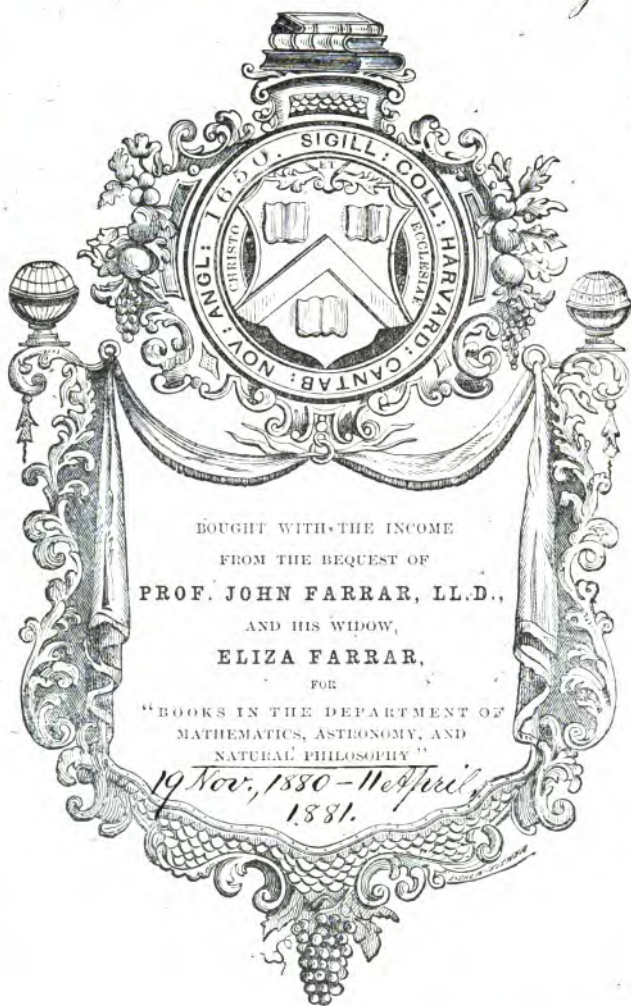 SIGILL: COLL: HARVARD: CANTAB: NOV: ANGL: 1650.
ET
CHRISTO
ECCLESIAE
BOUGHT WITH THE INCOME
FROM THE BEQUEST OF
PROF. JOHN FARRAR, LL.D.,
AND HIS WIDOW,
ELIZA FARRAR,
FOR
"BOOKS IN THE DEPARTMENT OF
MATHEMATICS, ASTRONOMY, AND
NATURAL PHILOSOPHY"
19 Nov., 1880 – 11 April,
1881.